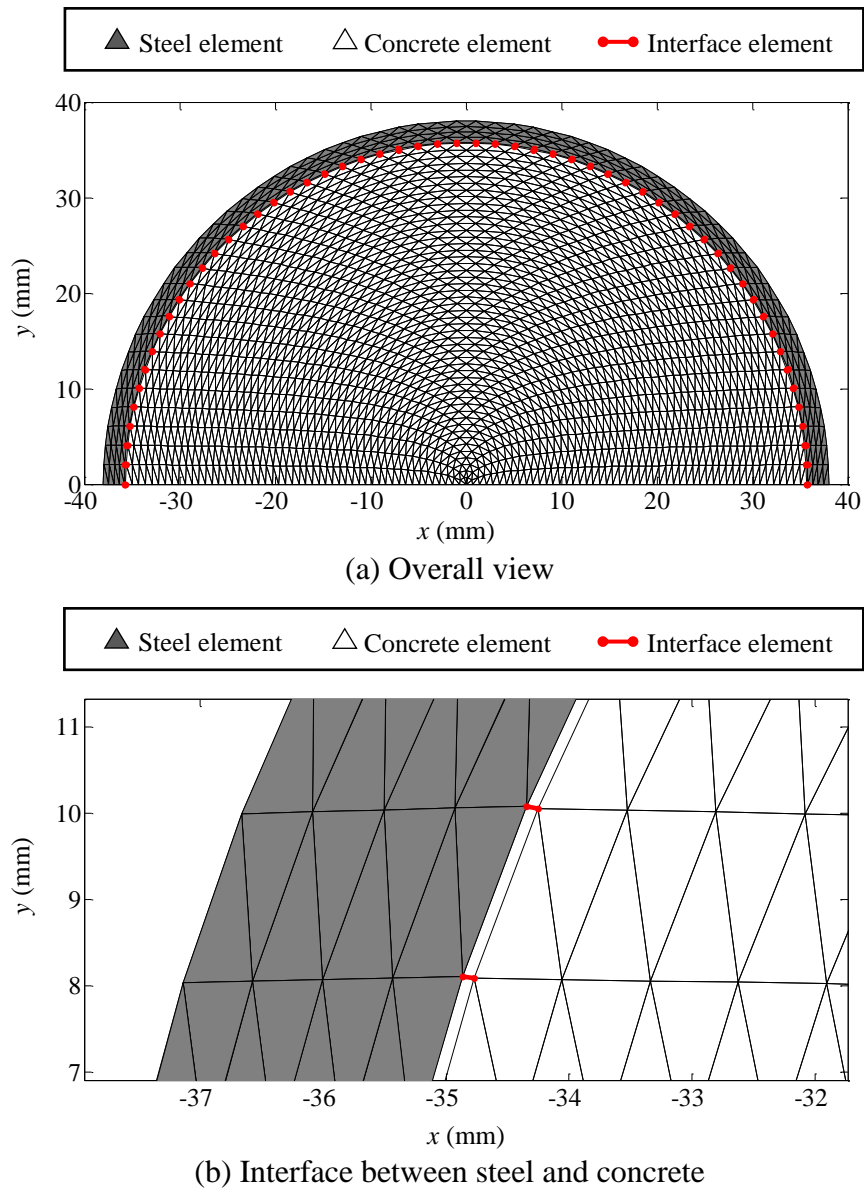 Steel element Concrete element Interface element
40
30
20
10
0
y (mm)
-40 -30 -20 -10 0 10 20 30 40
x (mm)
(a) Overall view
Steel element Concrete element Interface element
11
10
9
8
7
y (mm)
-37 -36 -35 -34 -33 -32
x (mm)
(b) Interface between steel and concrete